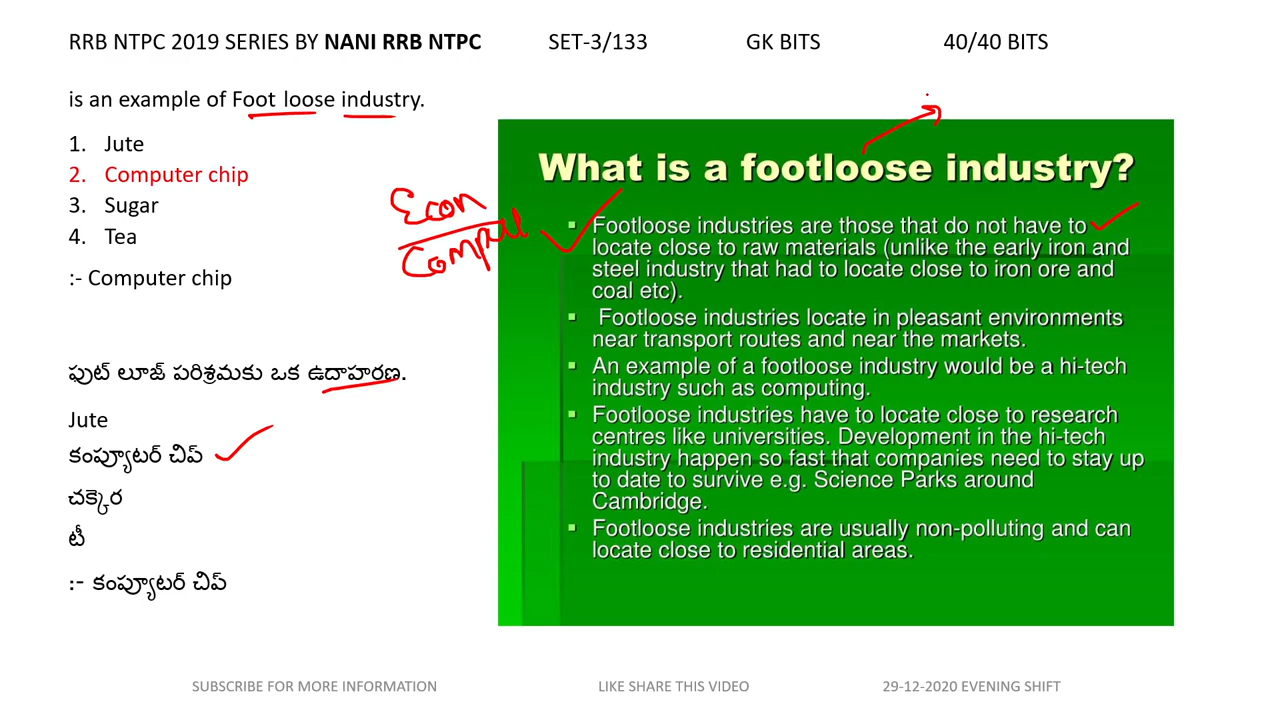 RRB NTPC 2019 SERIES BY NANI RRB NTPC SET-3/133 GK BITS 40/40 BITS
is an example of Foot loose industry.
1. Jute
2. Computer chip
3. Sugar
4. Tea
:- Computer chip
ఫుట్ లూజ్ పరిశ్రమకు ఒక ఉదాహరణ.
Jute
కంప్యూటర్ చిప్
చక్కెర
టీ
:- కంప్యూటర్ చిప్
Econ
What is a footloose industry?
Footloose industries are those that do not have to
locate close to raw materials (unlike the early iron and
steel industry that had to locate close to iron ore and
coal etc).
Footloose industries locate in pleasant environments
near transport routes and near the markets.
An example of a footloose industry would be a hi-tech
industry such as computing.
Footloose industries have to locate close to research
centres like universities. Development in the hi-tech
industry happen so fast that companies need to stay up
to date to survive e.g. Science Parks around
Cambridge.
Footloose industries are usually non-polluting and can
locate close to residential areas.
SUBSCRIBE FOR MORE INFORMATION LIKE SHARE THIS VIDEO 29-12-2020 EVENING SHIFT